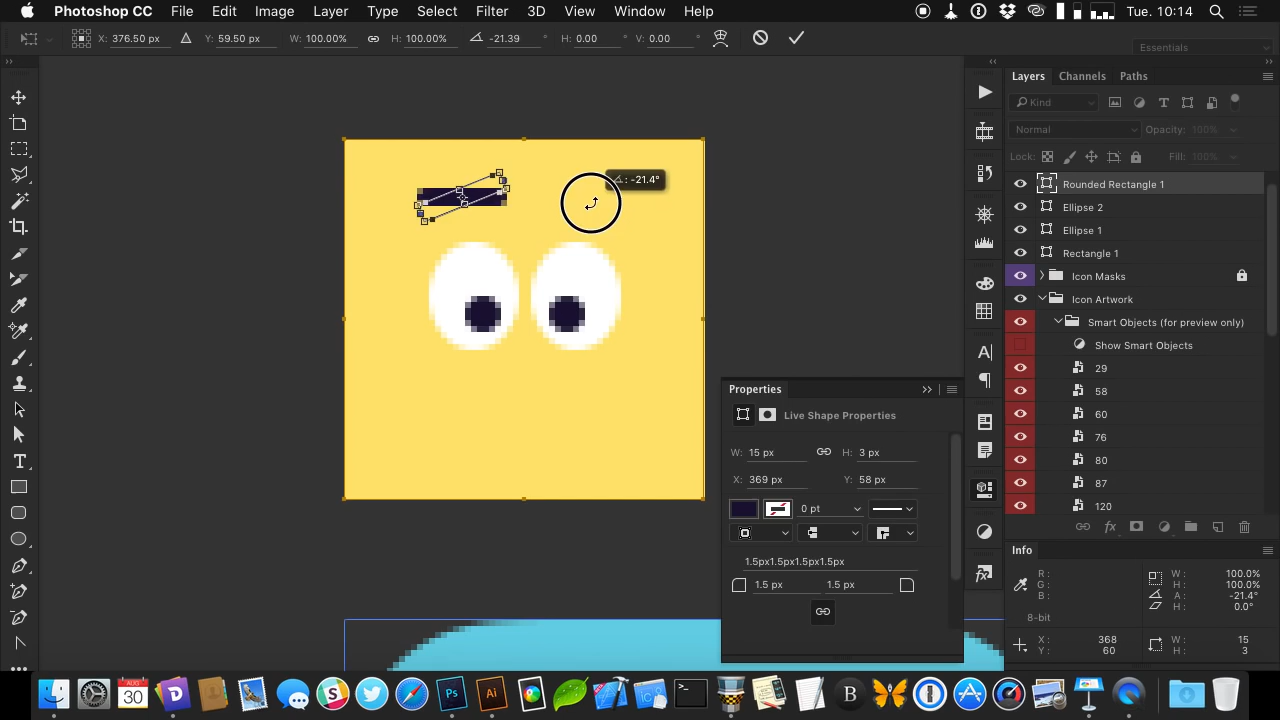 Photoshop CC File Edit Image Layer Type Select Filter 3D View Window Help Tue. 10:14
X: 376.50 px Y: 59.50 px W: 100.00% H: 100.00% -21.39 ° H: 0.00 ° V: 0.00 °
Essentials
Layers Channels Paths
Kind
Normal Opacity: 100%
Lock: Fill: 100%
Rounded Rectangle 1
Ellipse 2
Ellipse 1
Rectangle 1
Icon Masks
Icon Artwork
Smart Objects (for preview only)
Show Smart Objects
29
58
60
76
80
87
120
: -21.4°
Properties
Live Shape Properties
W: 15 px H: 3 px
X: 369 px Y: 58 px
0 pt
1.5px1.5px1.5px1.5px
1.5 px 1.5 px
Info
R :
G :
B :
8-bit
W : 100.0%
H : 100.0%
A : -21.4°
H : 0.0°
X : 368
Y : 60
W : 15
H : 3
AUG
30
Ps
Ai
B